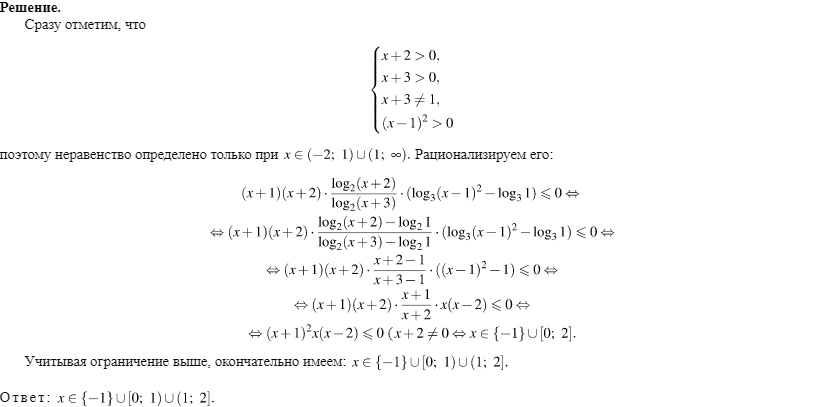 Решение.
Сразу отметим, что
x + 2 > 0,
x + 3 > 0,
x + 3 ≠ 1,
(x − 1)² > 0
поэтому неравенство определено только при x ∈ (−2; 1) ∪ (1; ∞). Рационализируем его:
(x + 1)(x + 2) · log₂(x + 2)/log₂(x + 3) · (log₃(x − 1)² − log₃ 1) ⩽ 0 ⇔
⇔ (x + 1)(x + 2) · (log₂(x + 2) − log₂ 1)/(log₂(x + 3) − log₂ 1) · (log₃(x − 1)² − log₃ 1) ⩽ 0 ⇔
⇔ (x + 1)(x + 2) · (x + 2 − 1)/(x + 3 − 1) · ((x − 1)² − 1) ⩽ 0 ⇔
⇔ (x + 1)(x + 2) · (x + 1)/(x + 2) · x(x − 2) ⩽ 0 ⇔
⇔ (x + 1)²x(x − 2) ⩽ 0 (x + 2 ≠ 0 ⇔ x ∈ {−1} ∪ [0; 2].
Учитывая ограничение выше, окончательно имеем: x ∈ {−1} ∪ [0; 1) ∪ (1; 2].
Ответ: x ∈ {−1} ∪ [0; 1) ∪ (1; 2].